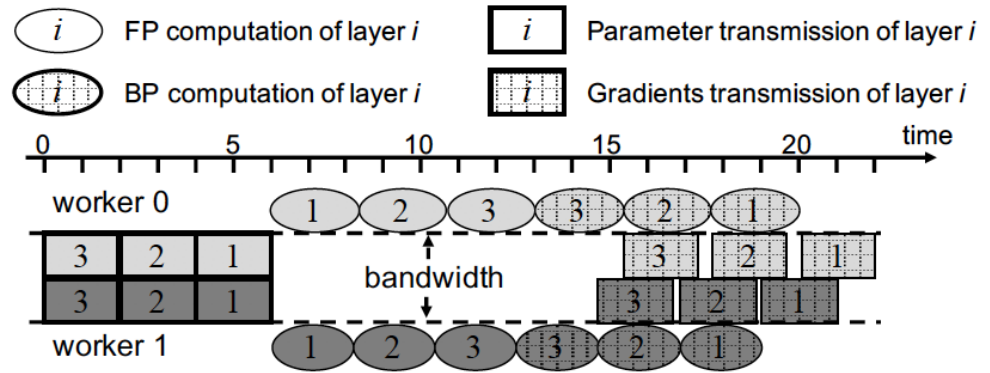 i FP computation of layer i i Parameter transmission of layer i
i BP computation of layer i i Gradients transmission of layer i
0 5 10 15 20 time
worker 0
1 2 3 3 2 1
3 2 1 3 2 1
bandwidth
3 2 1 3 2 1
worker 1
1 2 3 3 2 1